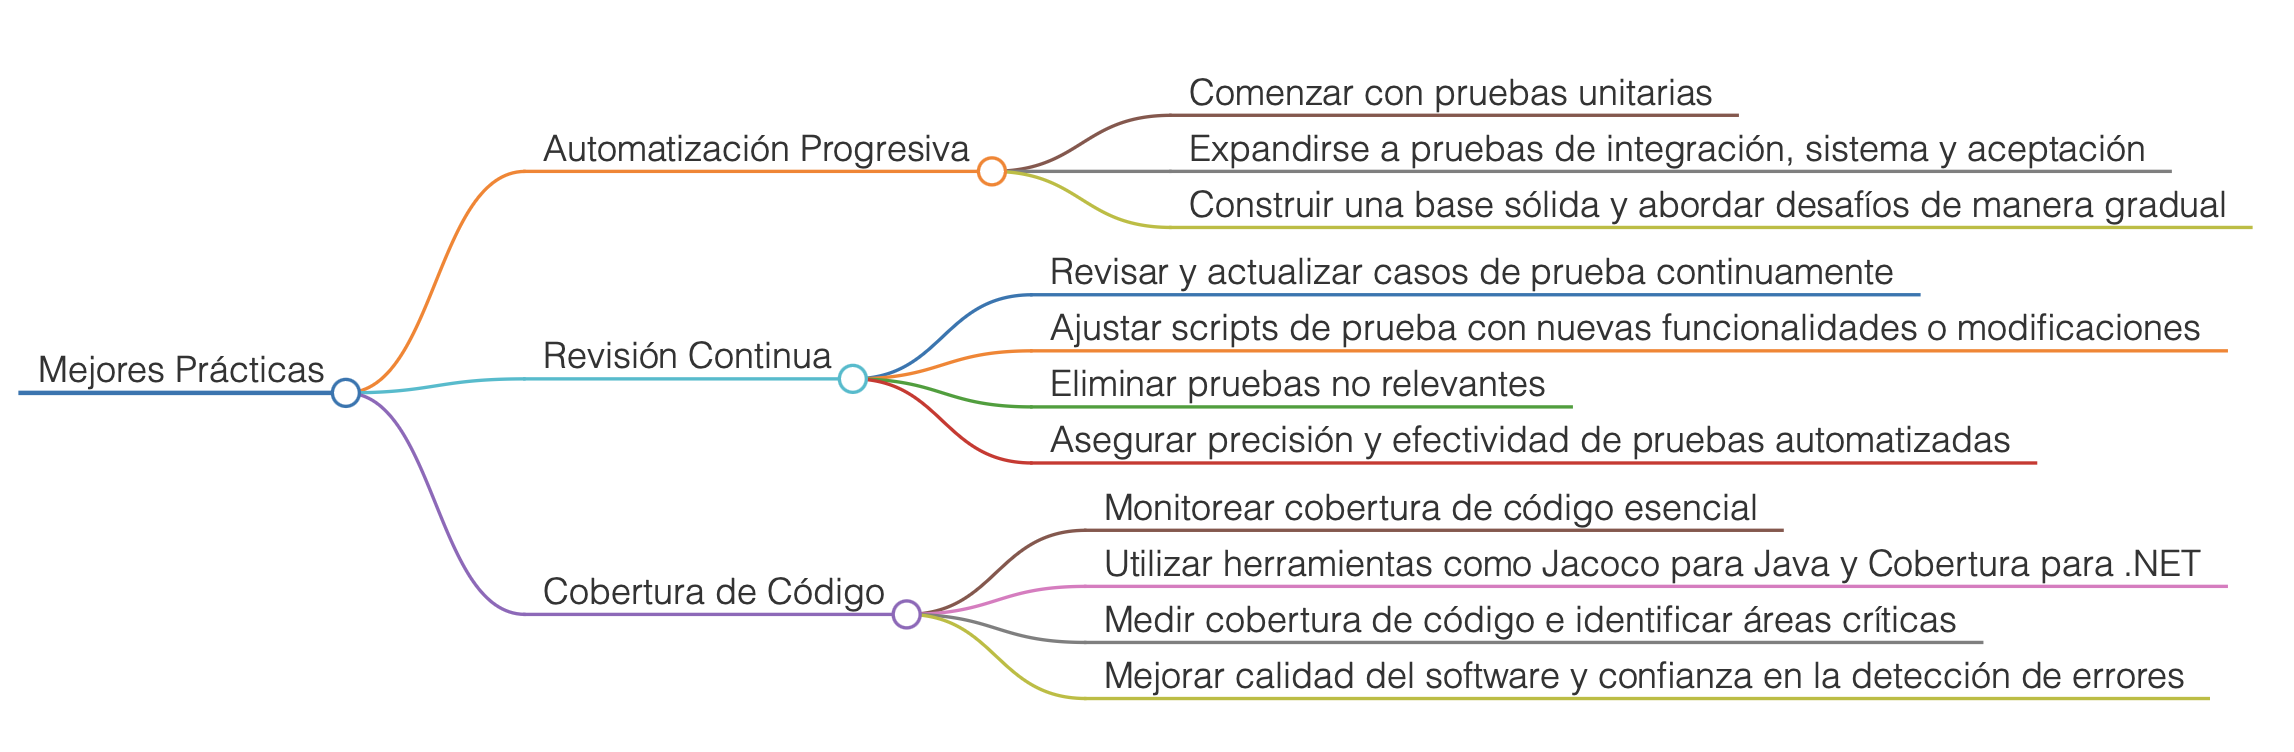 Mejores Prácticas
Automatización Progresiva
Comenzar con pruebas unitarias
Expandirse a pruebas de integración, sistema y aceptación
Construir una base sólida y abordar desafíos de manera gradual
Revisión Continua
Revisar y actualizar casos de prueba continuamente
Ajustar scripts de prueba con nuevas funcionalidades o modificaciones
Eliminar pruebas no relevantes
Asegurar precisión y efectividad de pruebas automatizadas
Cobertura de Código
Monitorear cobertura de código esencial
Utilizar herramientas como Jacoco para Java y Cobertura para .NET
Medir cobertura de código e identificar áreas críticas
Mejorar calidad del software y confianza en la detección de errores